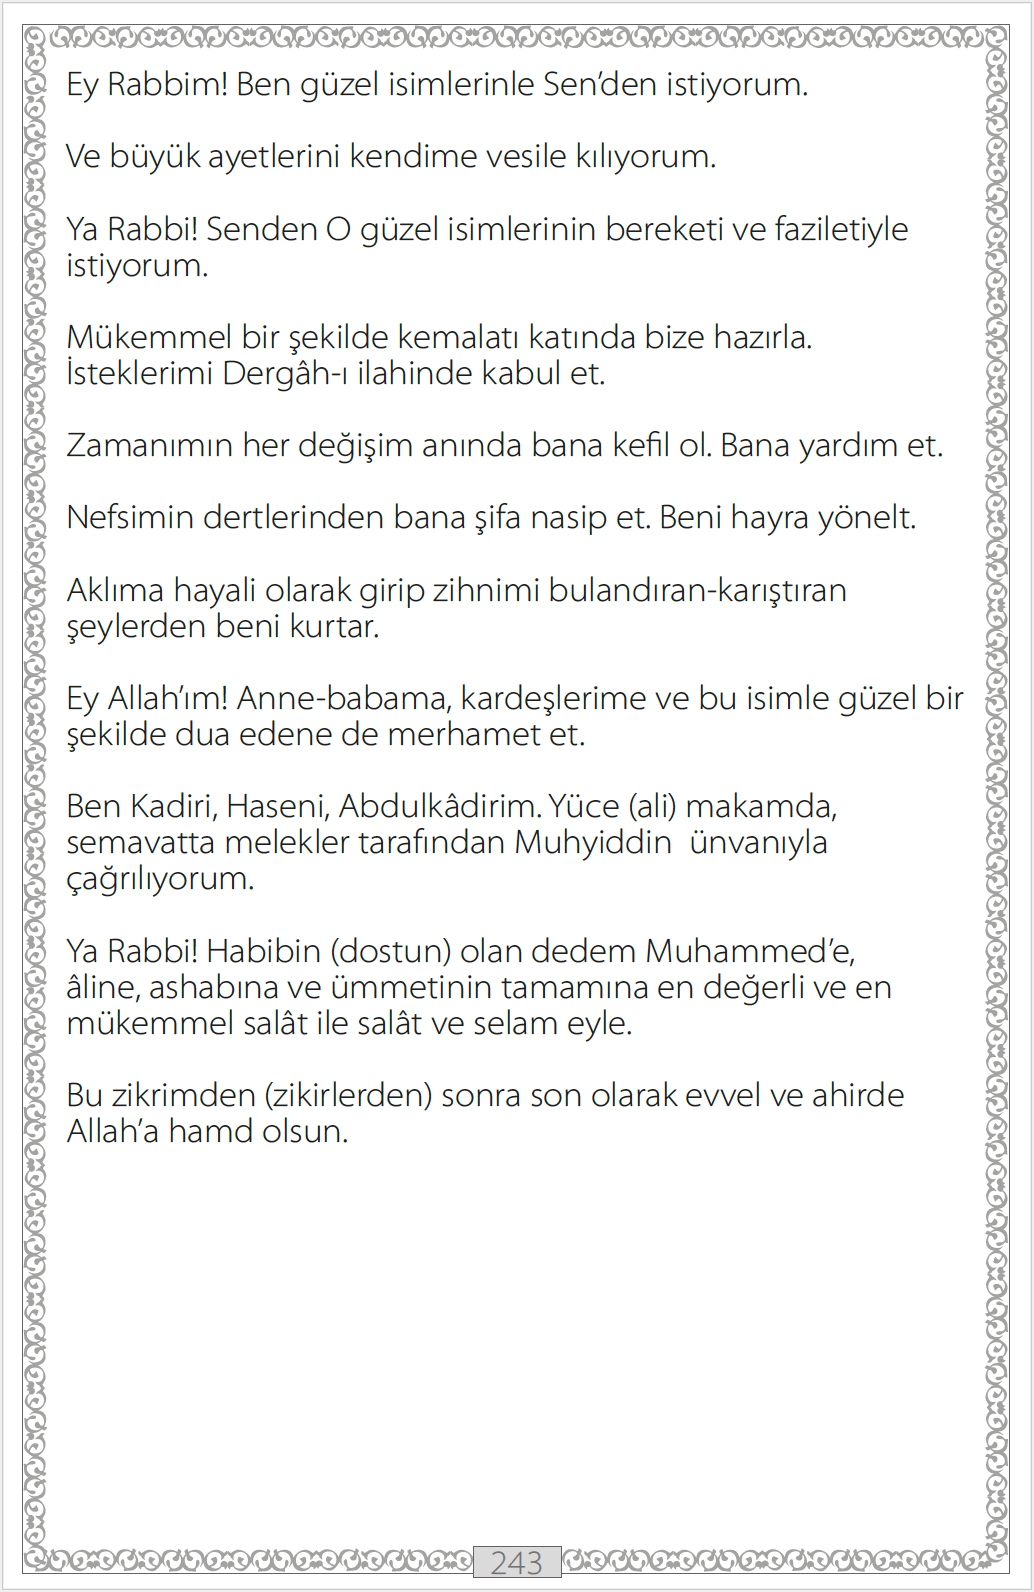 Ey Rabbim! Ben güzel isimlerinle Sen’den istiyorum.
Ve büyük ayetlerini kendime vesile kılıyorum.
Ya Rabbi! Senden O güzel isimlerinin bereketi ve faziletiyle
istiyorum.
Mükemmel bir şekilde kemalatı katında bize hazırla.
İsteklerimi Dergâh-ı ilahinde kabul et.
Zamanımın her değişim anında bana kefil ol. Bana yardım et.
Nefsimin dertlerinden bana şifa nasip et. Beni hayra yönelt.
Aklıma hayali olarak girip zihnimi bulandıran-karıştıran
şeylerden beni kurtar.
Ey Allah’ım! Anne-babama, kardeşlerime ve bu isimle güzel bir
şekilde dua edene de merhamet et.
Ben Kadiri, Haseni, Abdulkâdirim. Yüce (ali) makamda,
semavatta melekler tarafından Muhyiddin  ünvanıyla
çağrılıyorum.
Ya Rabbi! Habibin (dostun) olan dedem Muhammed’e,
âline, ashabına ve ümmetinin tamamına en değerli ve en
mükemmel salât ile salât ve selam eyle.
Bu zikrimden (zikirlerden) sonra son olarak evvel ve ahirde
Allah’a hamd olsun.
243